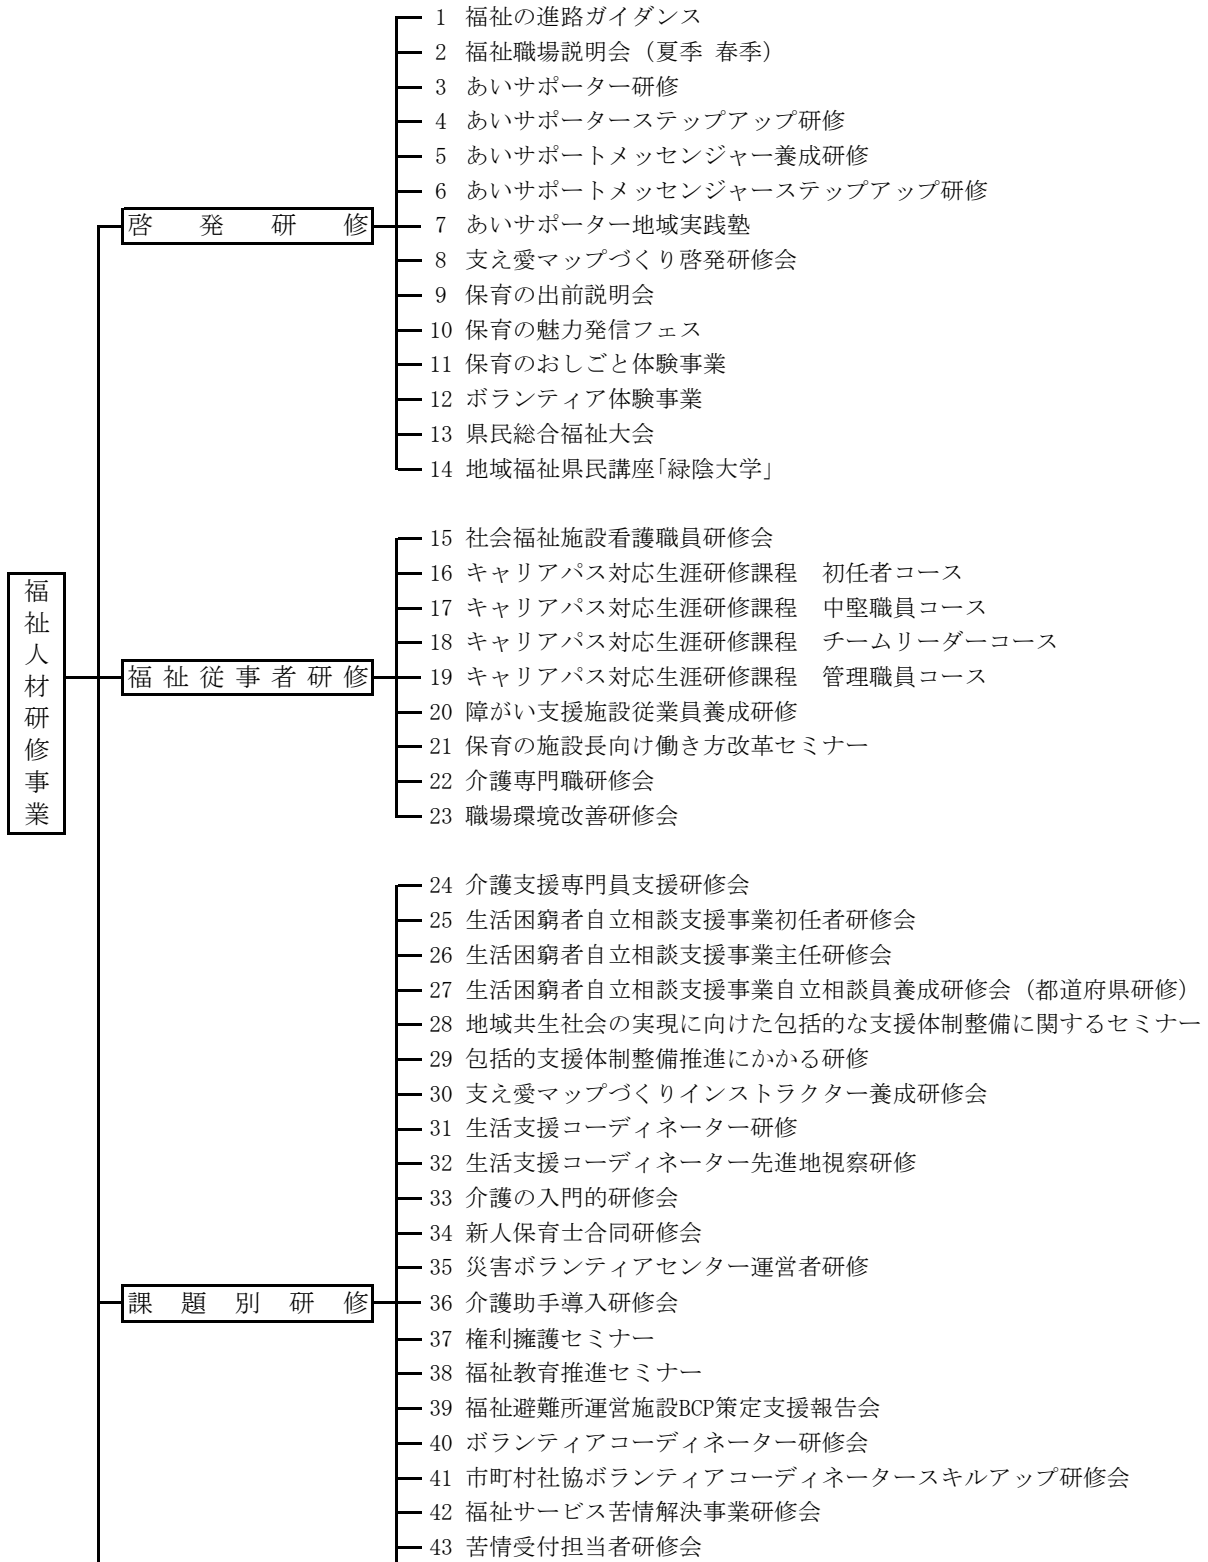 福祉人材研修事業
啓発研修
1 福祉の進路ガイダンス
2 福祉職場説明会（夏季 春季）
3 あいサポーター研修
4 あいサポーターステップアップ研修
5 あいサポートメッセンジャー養成研修
6 あいサポートメッセンジャーステップアップ研修
7 あいサポーター地域実践塾
8 支え愛マップづくり啓発研修会
9 保育の出前説明会
10 保育の魅力発信フェス
11 保育のおしごと体験事業
12 ボランティア体験事業
13 県民総合福祉大会
14 地域福祉県民講座「緑陰大学」
福祉従事者研修
15 社会福祉施設看護職員研修会
16 キャリアパス対応生涯研修課程　初任者コース
17 キャリアパス対応生涯研修課程　中堅職員コース
18 キャリアパス対応生涯研修課程　チームリーダーコース
19 キャリアパス対応生涯研修課程　管理職員コース
20 障がい支援施設従業員養成研修
21 保育の施設長向け働き方改革セミナー
22 介護専門職研修会
23 職場環境改善研修会
課題別研修
24 介護支援専門員支援研修会
25 生活困窮者自立相談支援事業初任者研修会
26 生活困窮者自立相談支援事業主任研修会
27 生活困窮者自立相談支援事業自立相談員養成研修会（都道府県研修）
28 地域共生社会の実現に向けた包括的な支援体制整備に関するセミナー
29 包括的支援体制整備推進にかかる研修
30 支え愛マップづくりインストラクター養成研修会
31 生活支援コーディネーター研修
32 生活支援コーディネーター先進地視察研修
33 介護の入門的研修会
34 新人保育士合同研修会
35 災害ボランティアセンター運営者研修
36 介護助手導入研修会
37 権利擁護セミナー
38 福祉教育推進セミナー
39 福祉避難所運営施設BCP策定支援報告会
40 ボランティアコーディネーター研修会
41 市町村社協ボランティアコーディネータースキルアップ研修会
42 福祉サービス苦情解決事業研修会
43 苦情受付担当者研修会